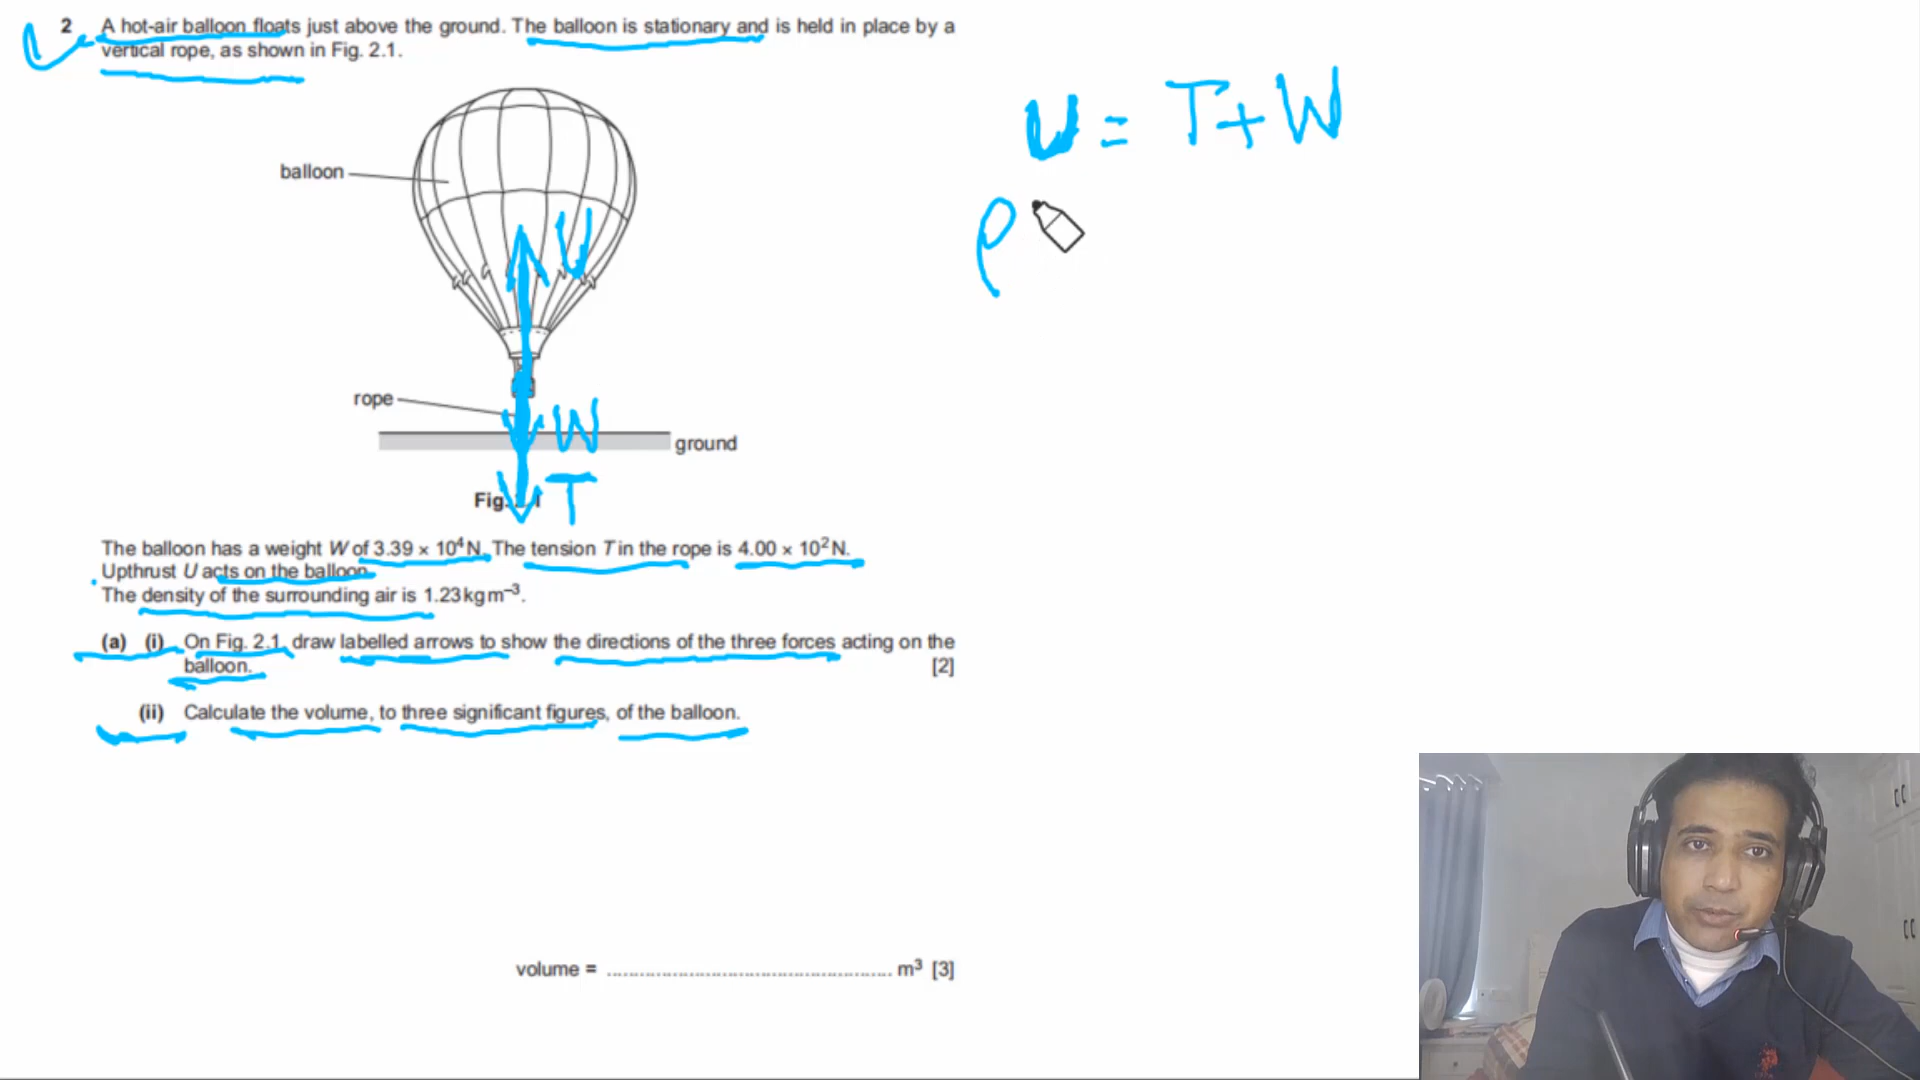 2 A hot-air balloon floats just above the ground. The balloon is stationary and is held in place by a
vertical rope, as shown in Fig. 2.1.
U = T + W
balloon
ρ
U
rope
W
ground
T
Fig.
The balloon has a weight W of 3.39 × 10⁴ N. The tension T in the rope is 4.00 × 10² N.
Upthrust U acts on the balloon.
The density of the surrounding air is 1.23 kg m⁻³.
(a) (i) On Fig. 2.1, draw labelled arrows to show the directions of the three forces acting on the
balloon. [2]
(ii) Calculate the volume, to three significant figures, of the balloon.
volume = .................................................. m³ [3]